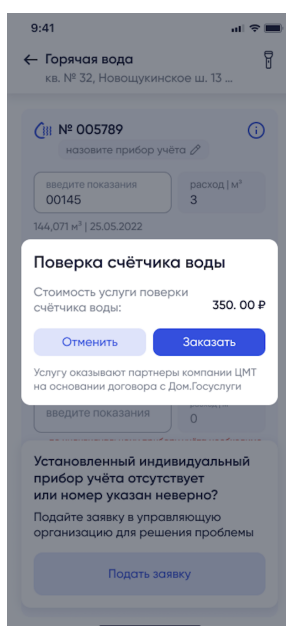 9:41
Горячая вода
кв. № 32, Новощукинское ш. 13 ...
№ 005789
назовите прибор учёта
введите показания
расход | м³
00145
3
144,071 м³ | 25.05.2022
Поверка счётчика воды
Стоимость услуги поверки
счётчика воды:
350. 00 ₽
Отменить
Заказать
Услугу оказывают партнеры компании ЦМТ
на основании договора с Дом.Госуслуги
введите показания
0
Установленный индивидуальный
прибор учёта отсутствует
или номер указан неверно?
Подайте заявку в управляющую
организацию для решения проблемы
Подать заявку